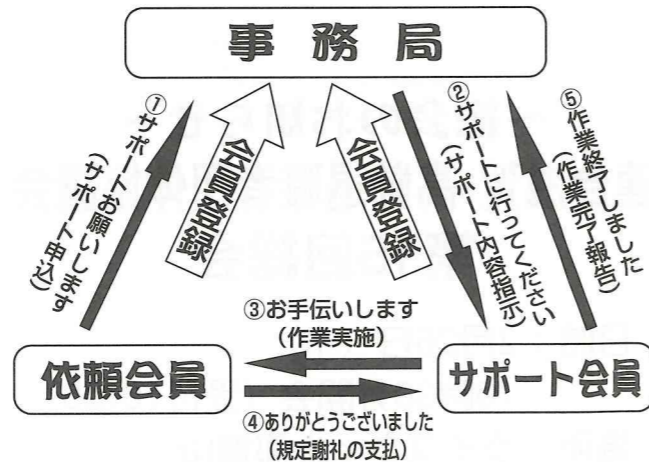 事務局
①サポートお願いします
(サポート申込)
会員登録
会員登録
②サポートに行ってください
(サポート内容指示)
⑤作業終了しました
(作業完了報告)
③お手伝いします
(作業実施)
依頼会員
サポート会員
④ありがとうございました
(規定謝礼の支払)